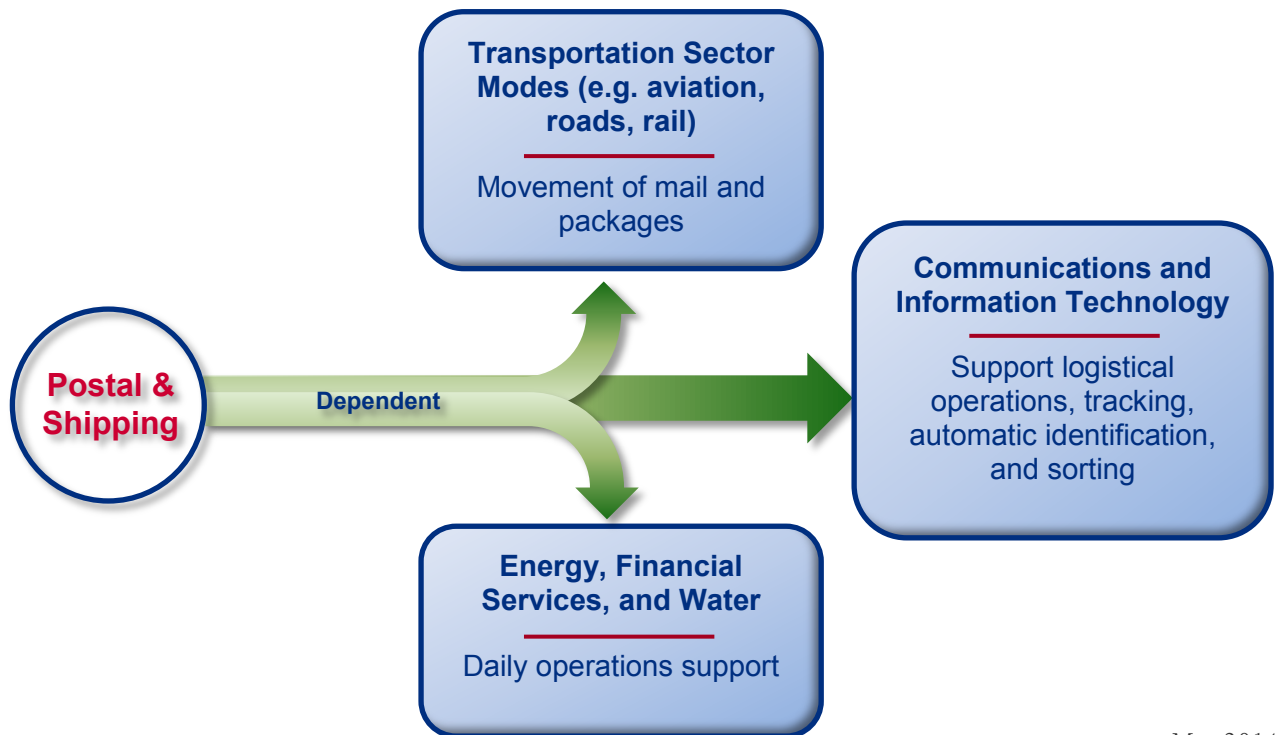 Transportation Sector
Modes (e.g. aviation,
roads, rail)
Movement of mail and
packages
Communications and
Information Technology
Support logistical
operations, tracking,
automatic identification,
and sorting
Postal &
Shipping
Dependent
Energy, Financial
Services, and Water
Daily operations support